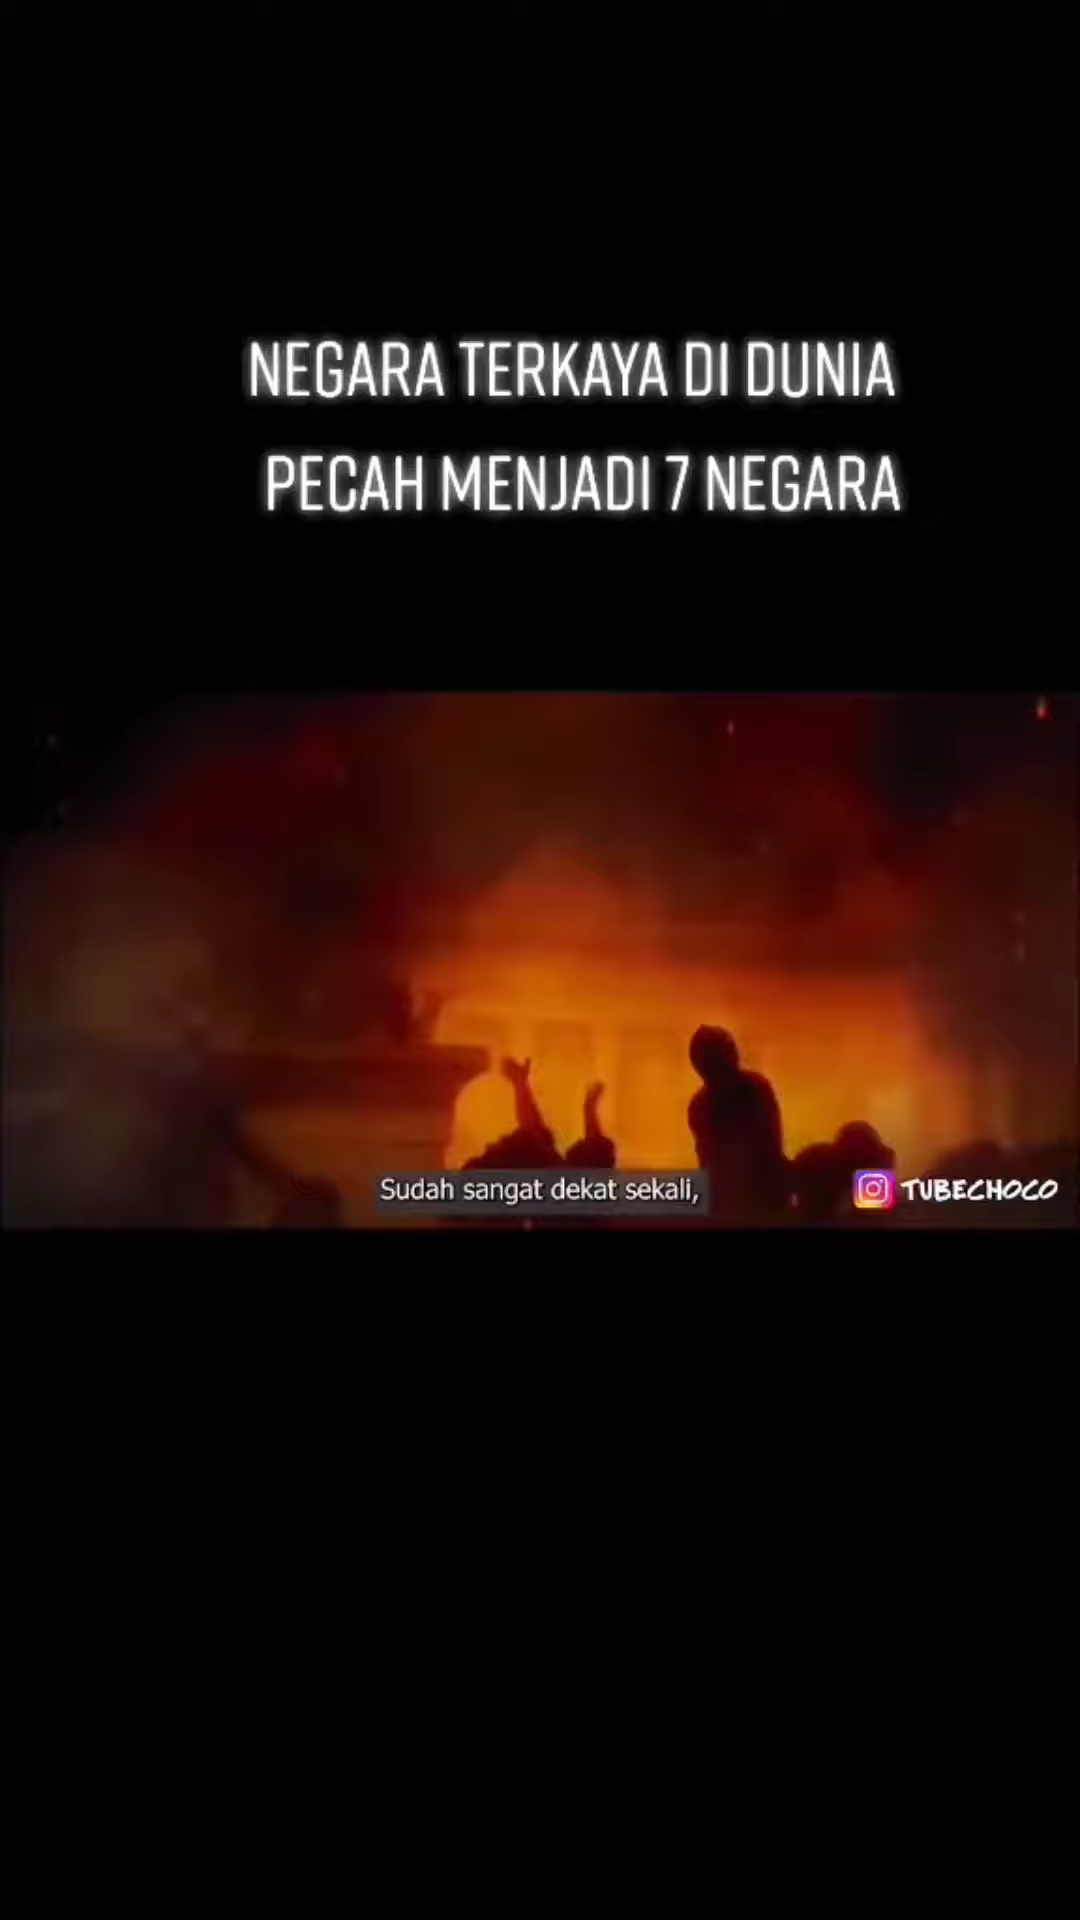 NEGARA TERKAYA DI DUNIA
PECAH MENJADI 7 NEGARA
Sudah sangat dekat sekali,
TUBECHOCO